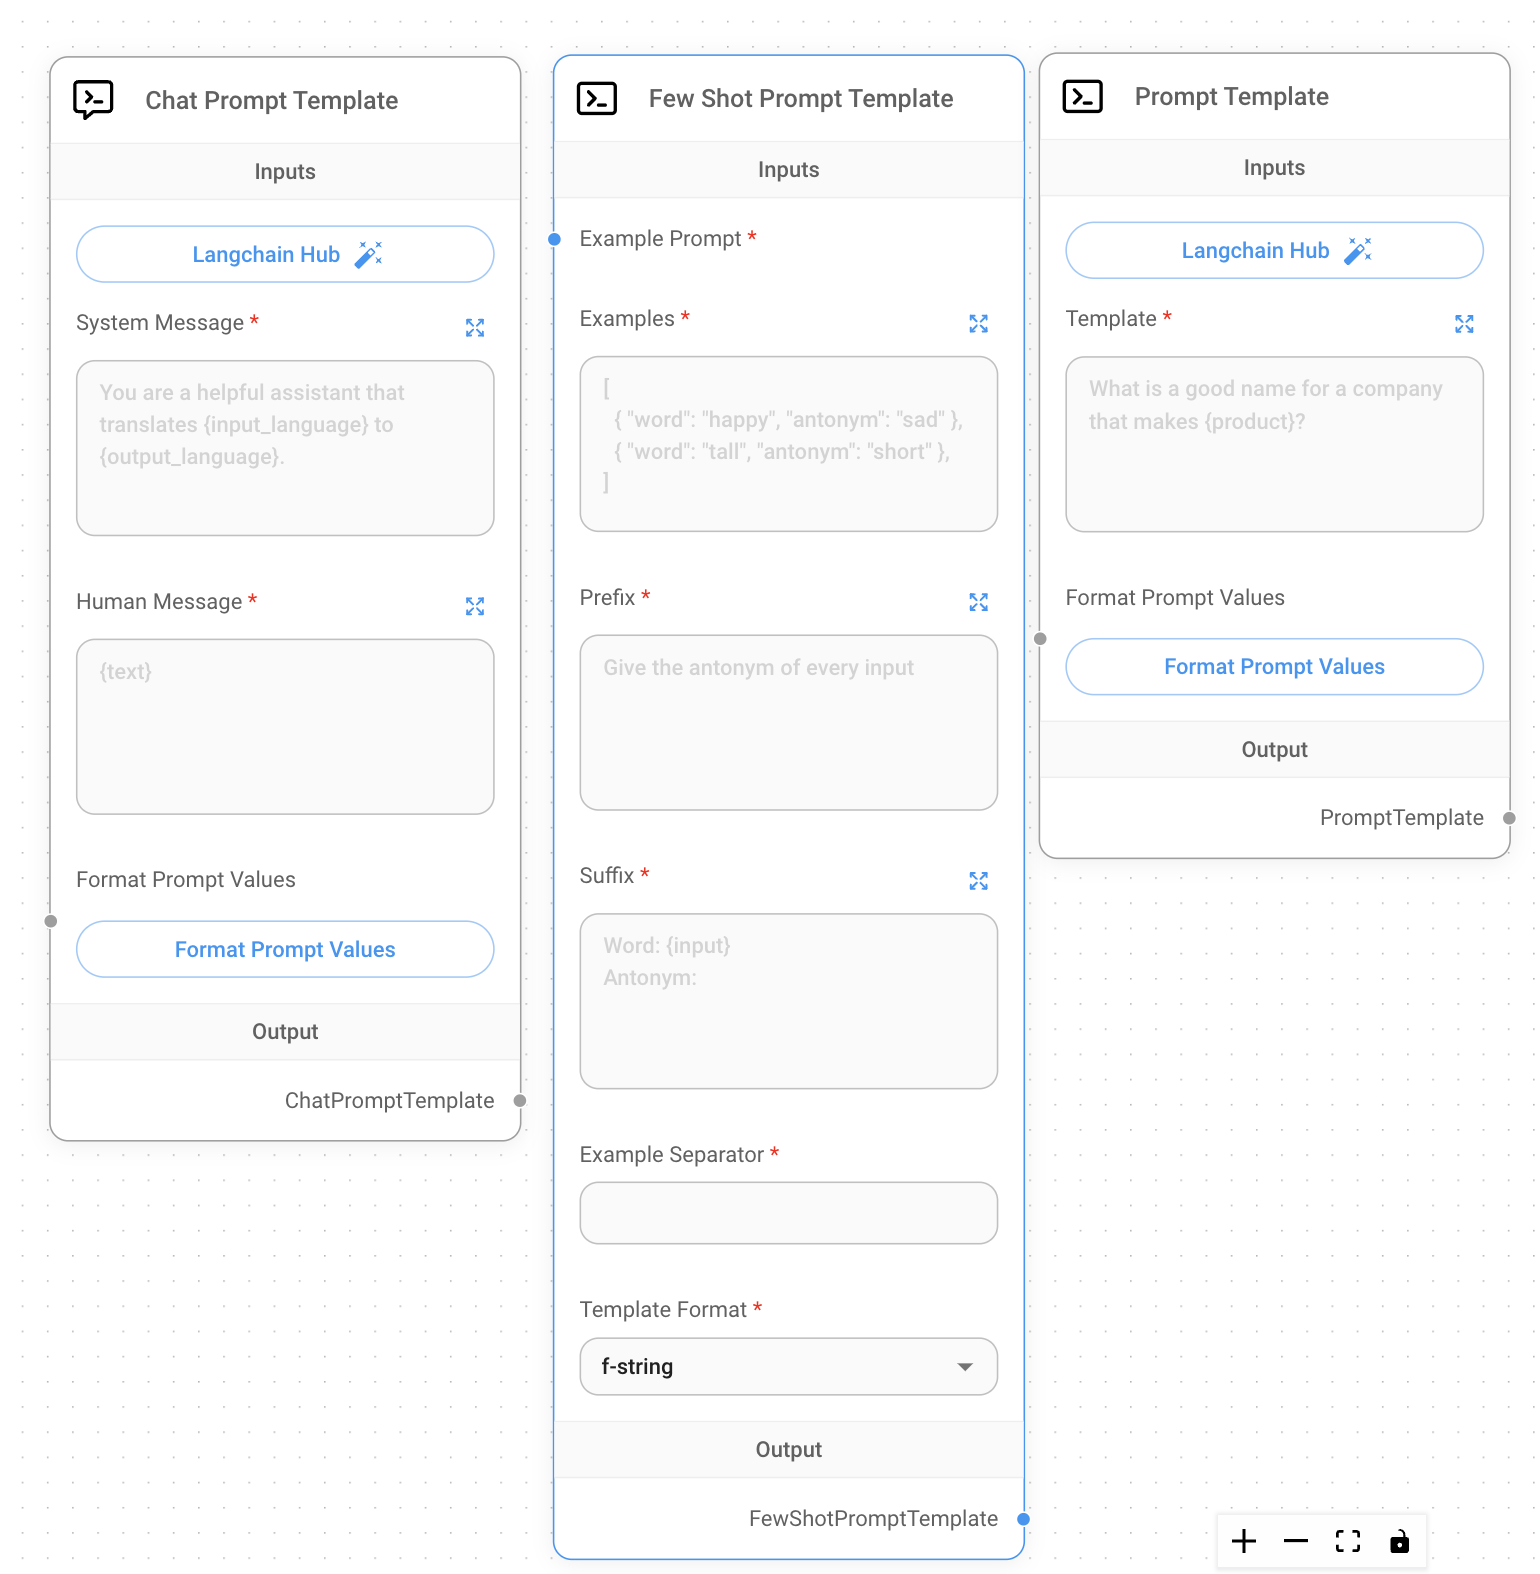 Chat Prompt Template
Inputs
Langchain Hub
System Message *
You are a helpful assistant that
translates {input_language} to
{output_language}.
Human Message *
{text}
Format Prompt Values
Format Prompt Values
Output
ChatPromptTemplate
Few Shot Prompt Template
Inputs
Example Prompt *
Examples *
[
{ "word": "happy", "antonym": "sad" },
{ "word": "tall", "antonym": "short" },
]
Prefix *
Give the antonym of every input
Suffix *
Word: {input}
Antonym:
Example Separator *
Template Format *
f-string
Output
FewShotPromptTemplate
Prompt Template
Inputs
Langchain Hub
Template *
What is a good name for a company
that makes {product}?
Format Prompt Values
Format Prompt Values
Output
PromptTemplate